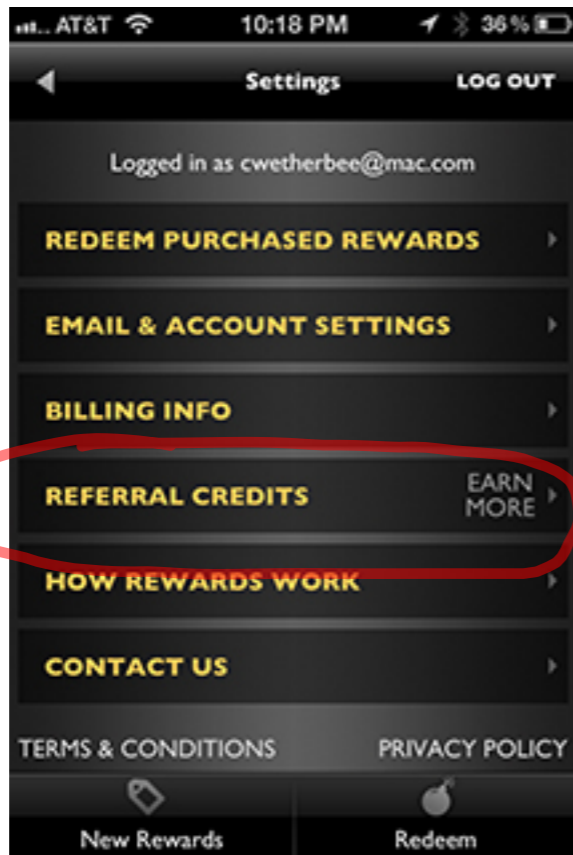 AT&T 10:18 PM 36%
Settings LOG OUT
Logged in as cwetherbee@mac.com
REDEEM PURCHASED REWARDS
EMAIL & ACCOUNT SETTINGS
BILLING INFO
REFERRAL CREDITS EARN
MORE
HOW REWARDS WORK
CONTACT US
TERMS & CONDITIONS PRIVACY POLICY
New Rewards Redeem